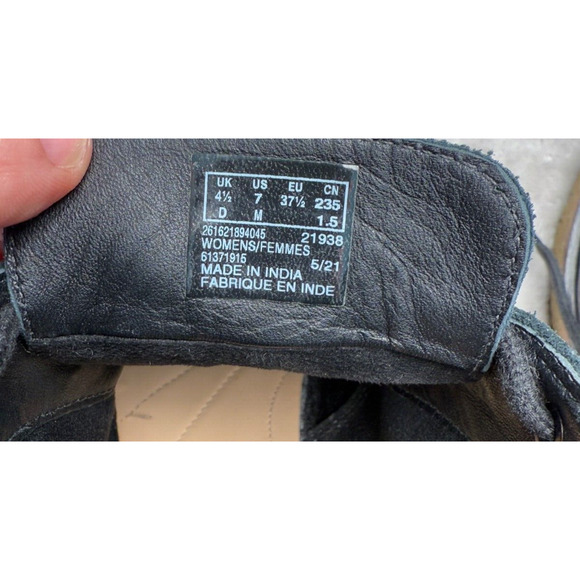 UK US EU CN
4½ 7 37½ 235
D M 1.5
261621894045 21938
WOMENS/FEMMES
61371915 5/21
MADE IN INDIA
FABRIQUE EN INDE